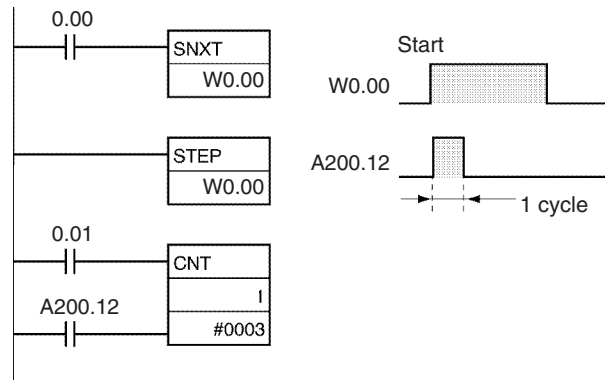 0.00
SNXT
W0.00
STEP
W0.00
0.01
CNT
1
A200.12
#0003
Start
W0.00
A200.12
1 cycle